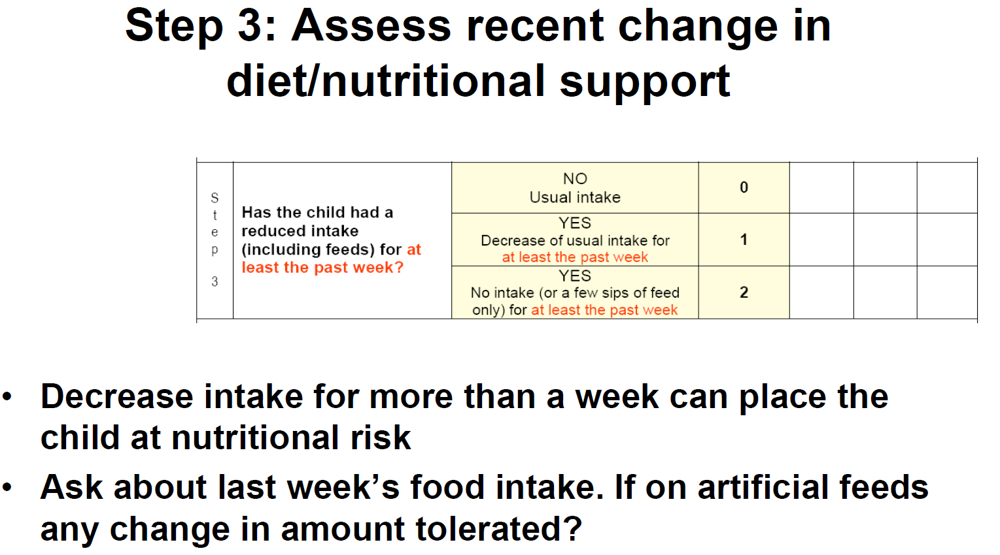 Step 3: Assess recent change in
diet/nutritional support
S
t
e
p
3
Has the child had a
reduced intake
(including feeds) for at
least the past week?
NO
Usual intake
0
YES
Decrease of usual intake for
at least the past week
1
YES
No intake (or a few sips of feed
only) for at least the past week
2
• Decrease intake for more than a week can place the
child at nutritional risk
• Ask about last week’s food intake. If on artificial feeds
any change in amount tolerated?